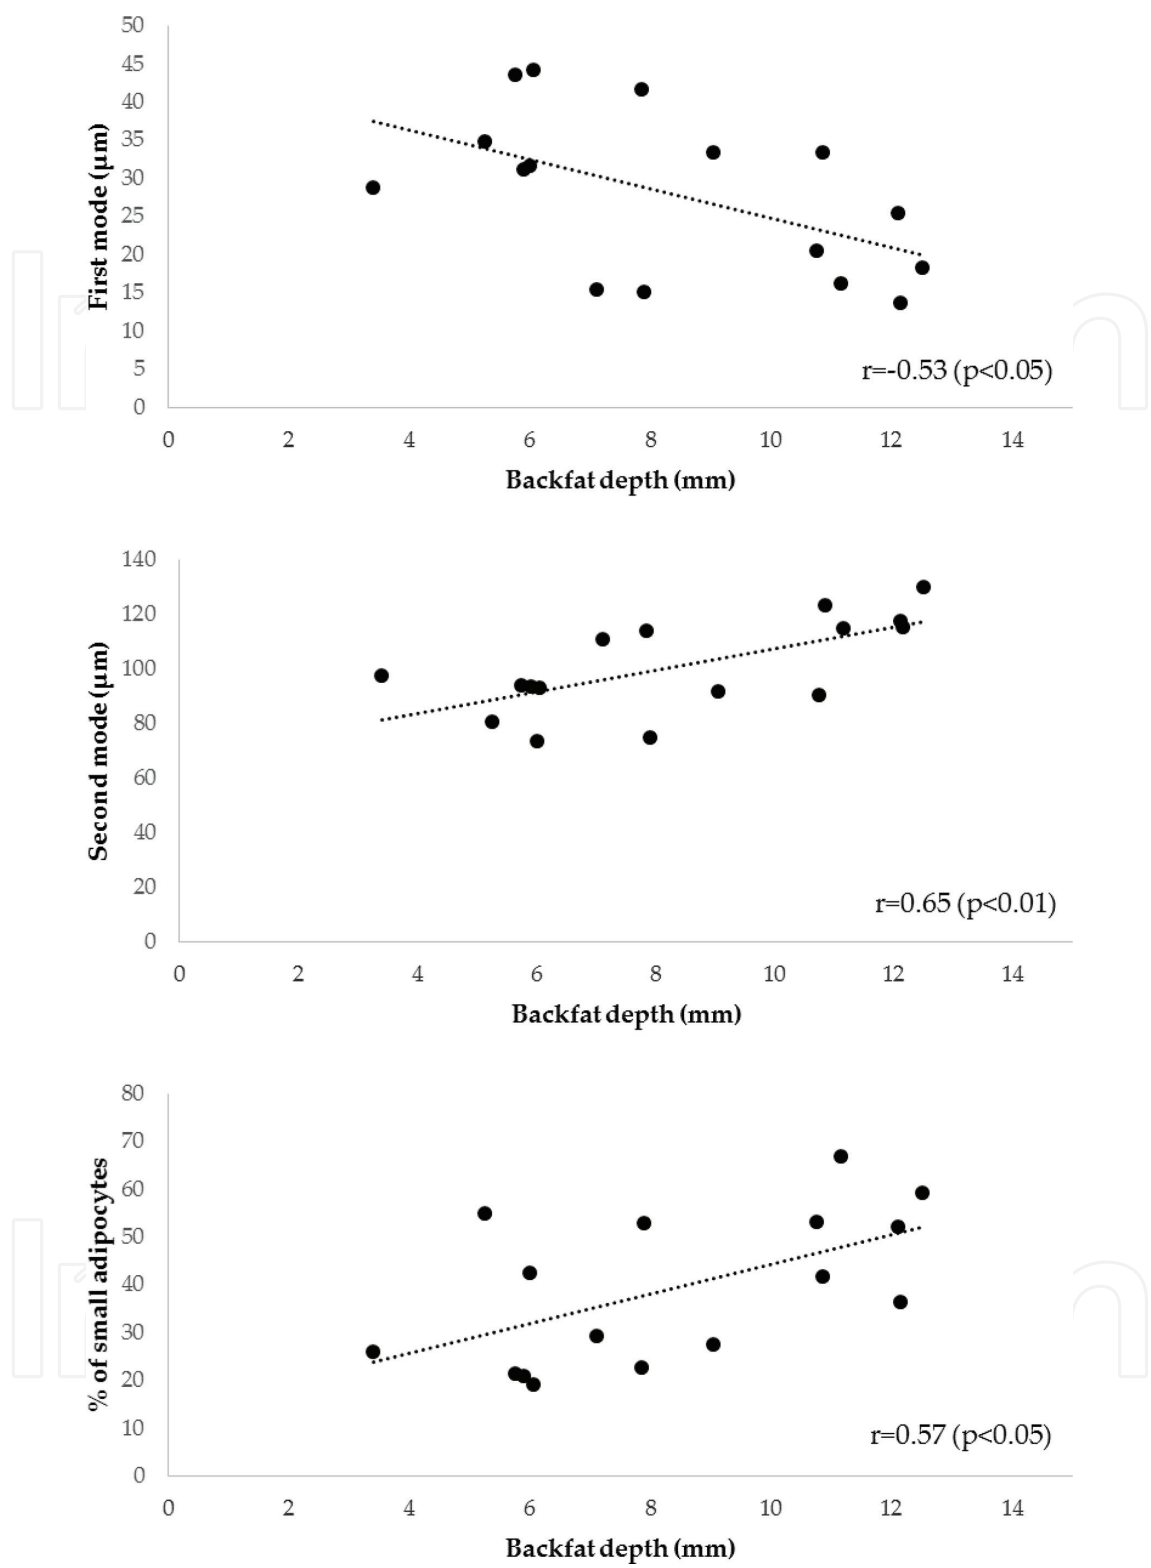 50
45
40
35
30
25
20
15
10
5
0
First mode (µm)
r=-0.53 (p<0.05)
0 2 4 6 8 10 12 14
Backfat depth (mm)
140
120
100
80
60
40
20
0
Second mode (µm)
r=0.65 (p<0.01)
0 2 4 6 8 10 12 14
Backfat depth (mm)
80
70
60
50
40
30
20
10
0
% of small adipocytes
r=0.57 (p<0.05)
0 2 4 6 8 10 12 14
Backfat depth (mm)